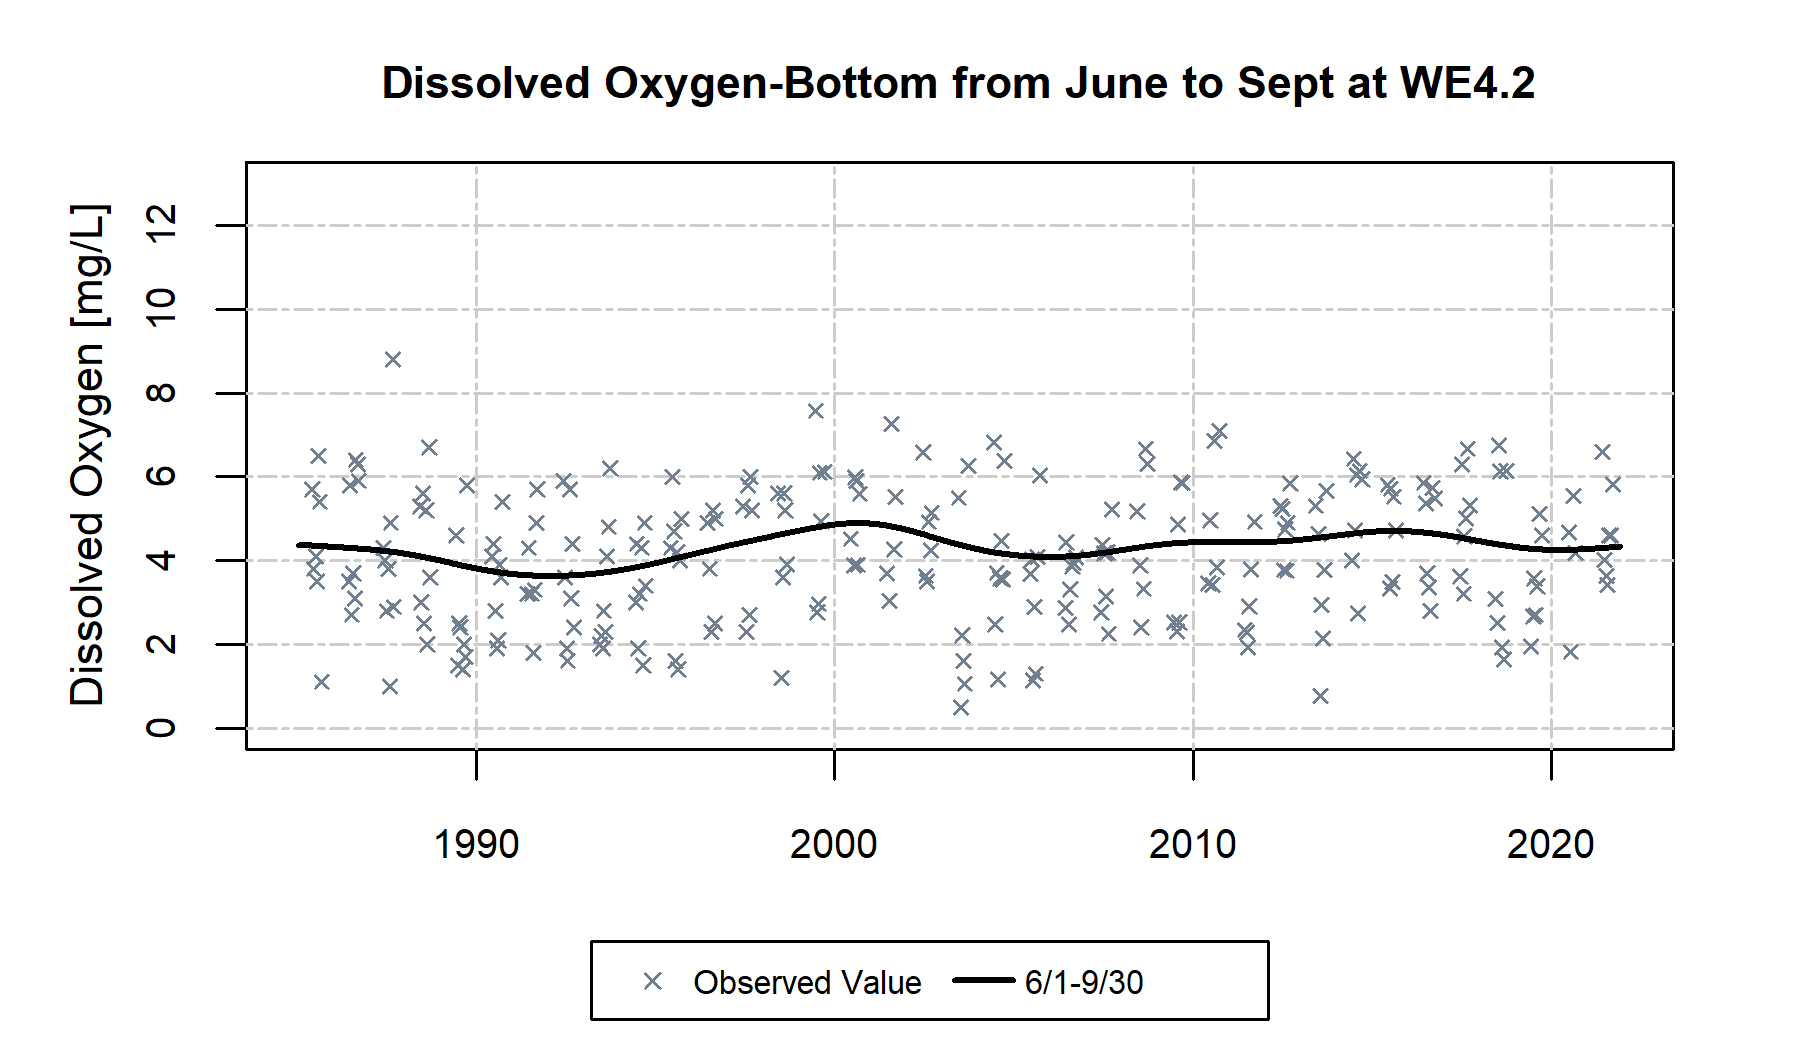 Dissolved Oxygen-Bottom from June to Sept at WE4.2
Dissolved Oxygen [mg/L]
12
10
8
6
4
2
0
1990 2000 2010 2020
Observed Value 6/1-9/30